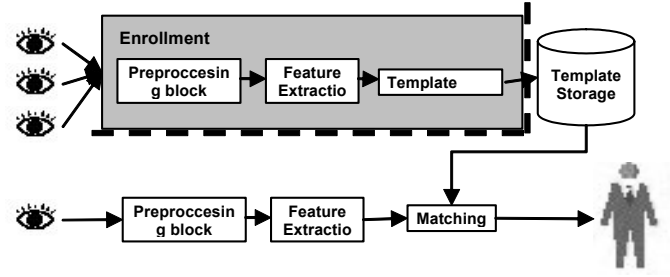 Enrollment
Preproccesin
g block
Feature
Extractio
Template
Template
Storage
Preproccesin
g block
Feature
Extractio
Matching